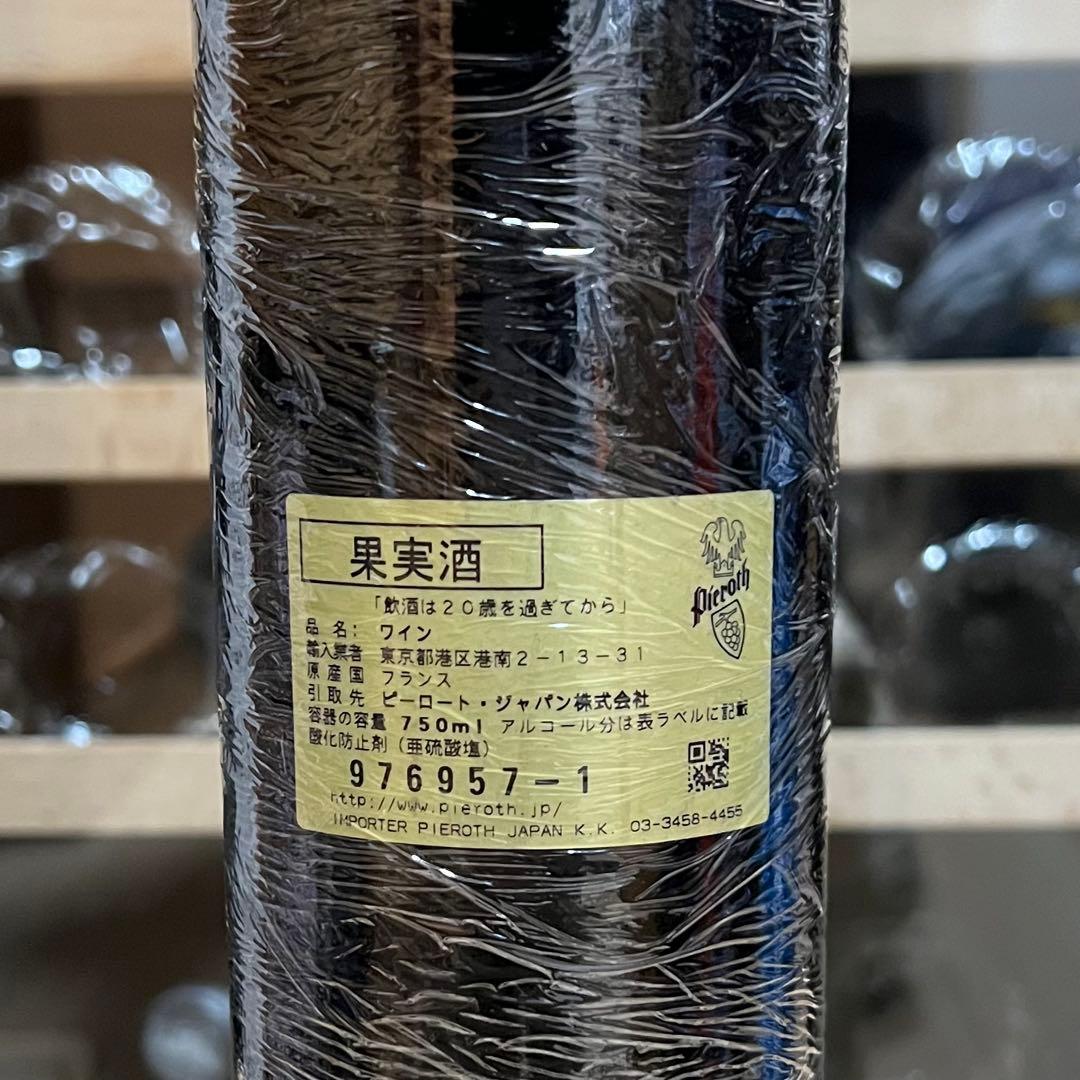 果実酒
Pieroth
「飲酒は20歳を過ぎてから」
品 名: ワイン
輸入業者 東京都港区港南2-13-31
原産国 フランス
引取先 ピーロート・ジャパン株式会社
容器の容量 750ml アルコール分は表ラベルに記載
酸化防止剤(亜硫酸塩)
976957-1
http://www.pieroth.jp/
IMPORTER PIEROTH JAPAN K.K. 03-3458-4455